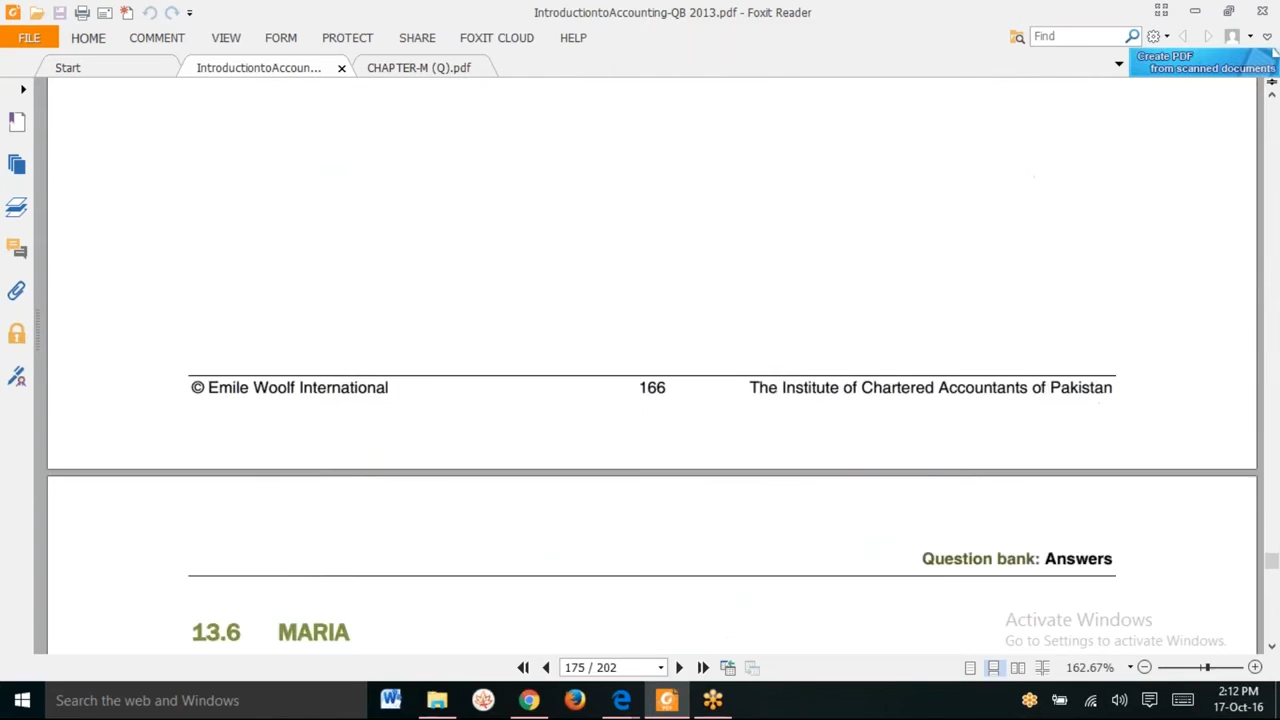 IntroductiontoAccounting-QB 2013.pdf - Foxit Reader
FILE HOME COMMENT VIEW FORM PROTECT SHARE FOXIT CLOUD HELP
Find
Start
IntroductiontoAccoun...
CHAPTER-M (Q).pdf
Create PDF
from scanned documents
© Emile Woolf International 166 The Institute of Chartered Accountants of Pakistan
Question bank: Answers
13.6 MARIA
Activate Windows
Go to Settings to activate Windows.
175 / 202
162.67%
Search the web and Windows
2:12 PM
17-Oct-16